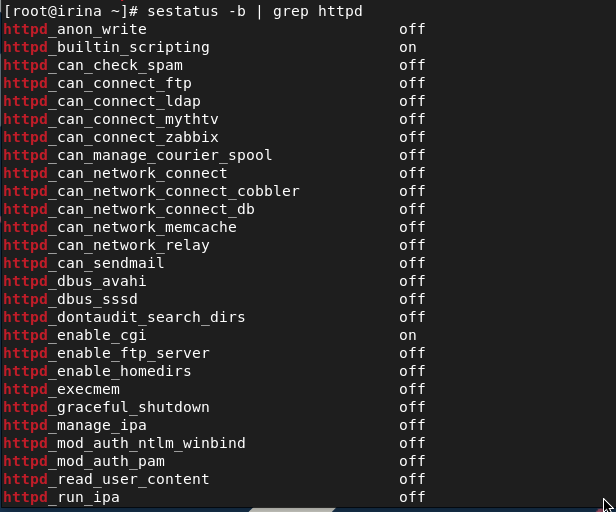 [root@irina ~]# sestatus -b | grep httpd
httpd_anon_write off
httpd_builtin_scripting on
httpd_can_check_spam off
httpd_can_connect_ftp off
httpd_can_connect_ldap off
httpd_can_connect_mythtv off
httpd_can_connect_zabbix off
httpd_can_manage_courier_spool off
httpd_can_network_connect off
httpd_can_network_connect_cobbler off
httpd_can_network_connect_db off
httpd_can_network_memcache off
httpd_can_network_relay off
httpd_can_sendmail off
httpd_dbus_avahi off
httpd_dbus_sssd off
httpd_dontaudit_search_dirs off
httpd_enable_cgi on
httpd_enable_ftp_server off
httpd_enable_homedirs off
httpd_execmem off
httpd_graceful_shutdown off
httpd_manage_ipa off
httpd_mod_auth_ntlm_winbind off
httpd_mod_auth_pam off
httpd_read_user_content off
httpd_run_ipa off